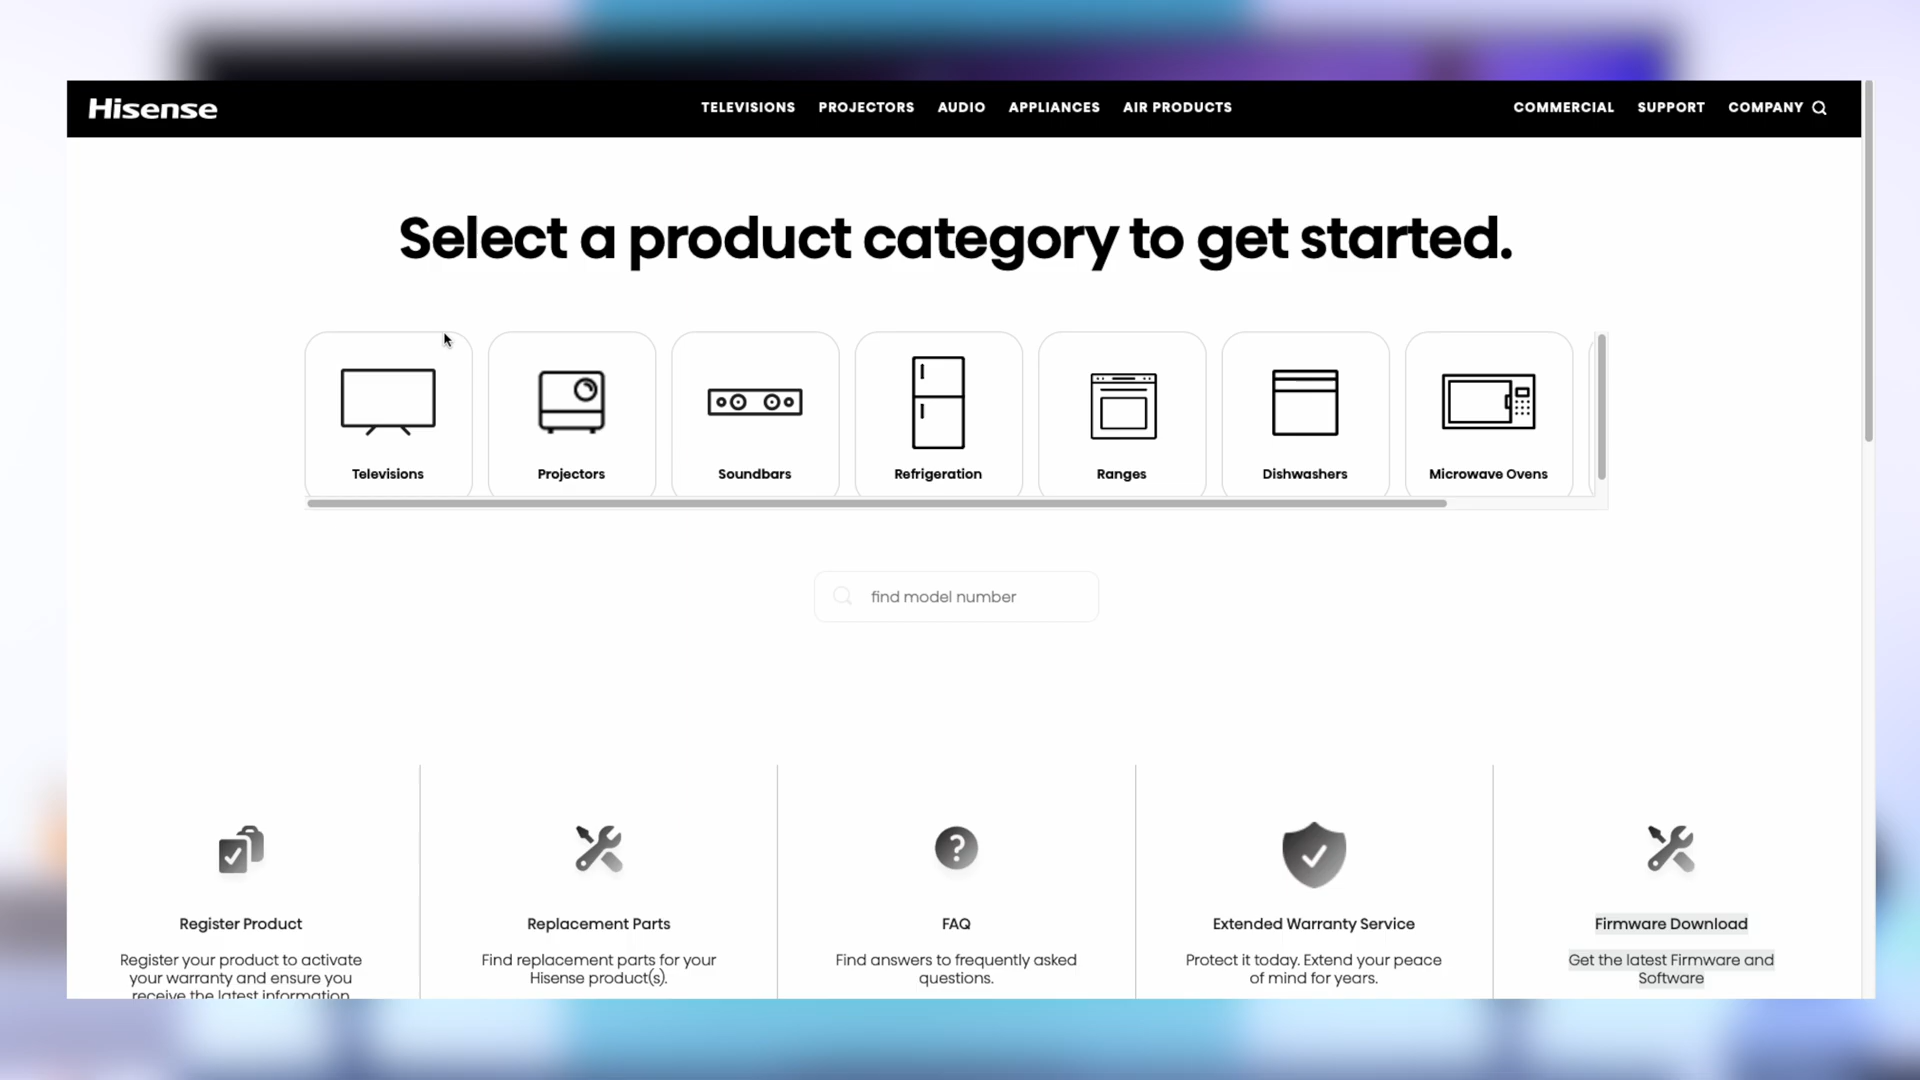 Hisense
TELEVISIONS PROJECTORS AUDIO APPLIANCES AIR PRODUCTS
COMMERCIAL SUPPORT COMPANY
Select a product category to get started.
Televisions
Projectors
Soundbars
Refrigeration
Ranges
Dishwashers
Microwave Ovens
find model number
Register Product
Register your product to activate
your warranty and ensure you
receive the latest information
Replacement Parts
Find replacement parts for your
Hisense product(s).
FAQ
Find answers to frequently asked
questions.
Extended Warranty Service
Protect it today. Extend your peace
of mind for years.
Firmware Download
Get the latest Firmware and
Software